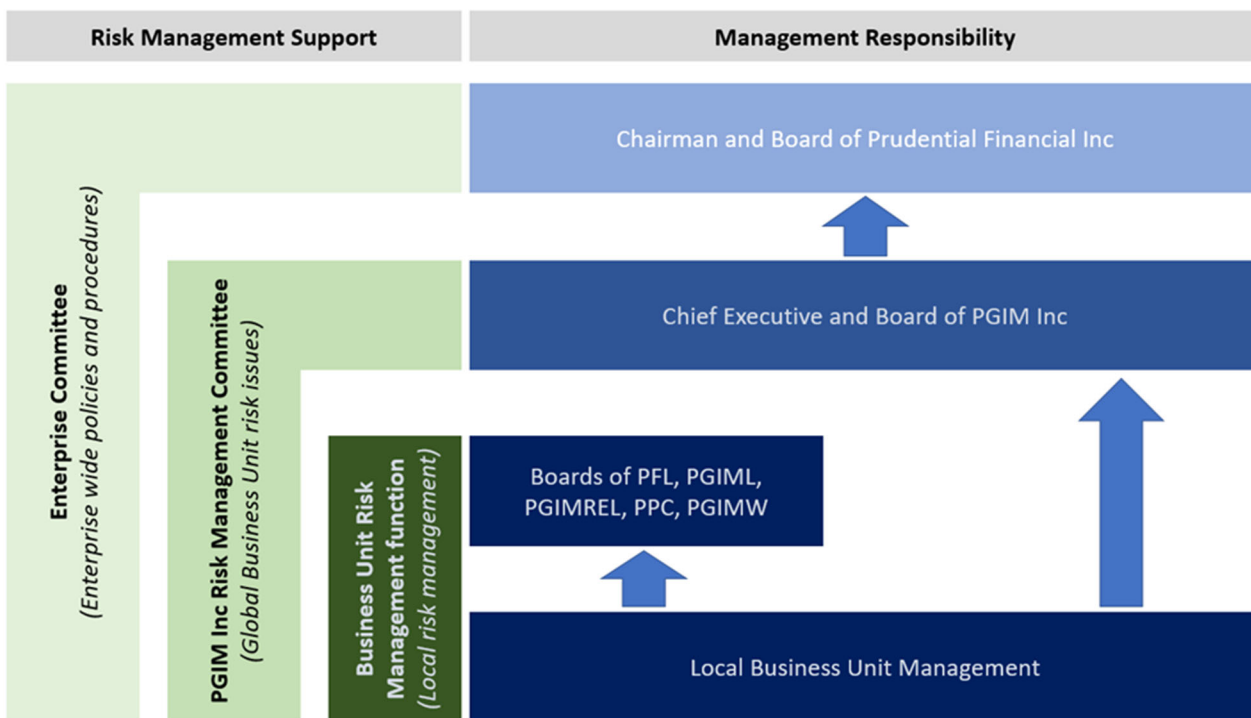 Risk Management Support
Management Responsibility
Enterprise Committee
(Enterprise wide policies and procedures)
PGIM Inc Risk Management Committee
(Global Business Unit risk issues)
Business Unit Risk
Management function
(Local risk management)
Chairman and Board of Prudential Financial Inc
Chief Executive and Board of PGIM Inc
Boards of PFL, PGIML,
PGIMREL, PPC, PGIMW
Local Business Unit Management